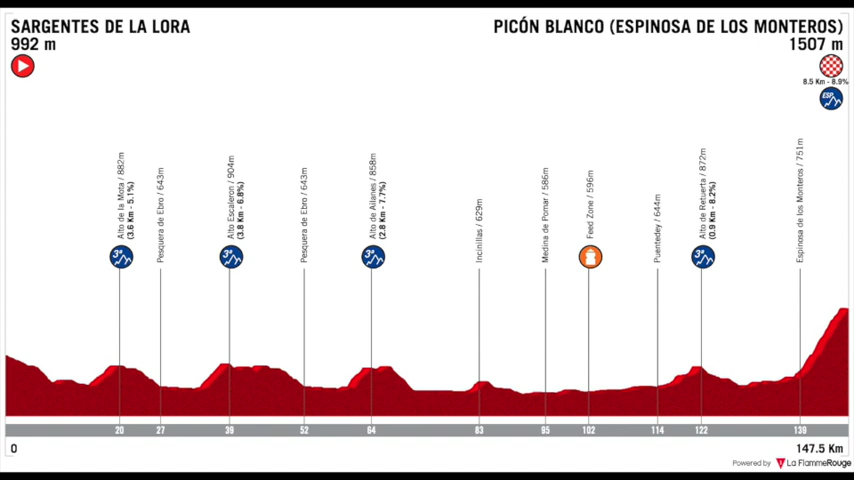 SARGENTES DE LA LORA
992 m
PICÓN BLANCO (ESPINOSA DE LOS MONTEROS)
1507 m
8.5 Km - 8.9%
ESP.
Alto de la Mota / 882m
(3.6 Km - 5.1%)
3ª
Pesquera de Ebro / 643m
Alto Escaleron / 904m
(3.8 Km - 6.8%)
3ª
Pesquera de Ebro / 643m
Alto de Ailanes / 858m
(2.8 Km - 7.7%)
3ª
Incinillas / 629m
Medina de Pomar / 586m
Feed Zone / 596m
Puentedey / 644m
Alto de Retuerta / 872m
(0.9 Km - 8.2%)
3ª
Espinosa de los Monteros / 751m
20 27 39 52 64 83 95 102 114 122 139
0
147.5 Km
Powered by La FlammeRouge